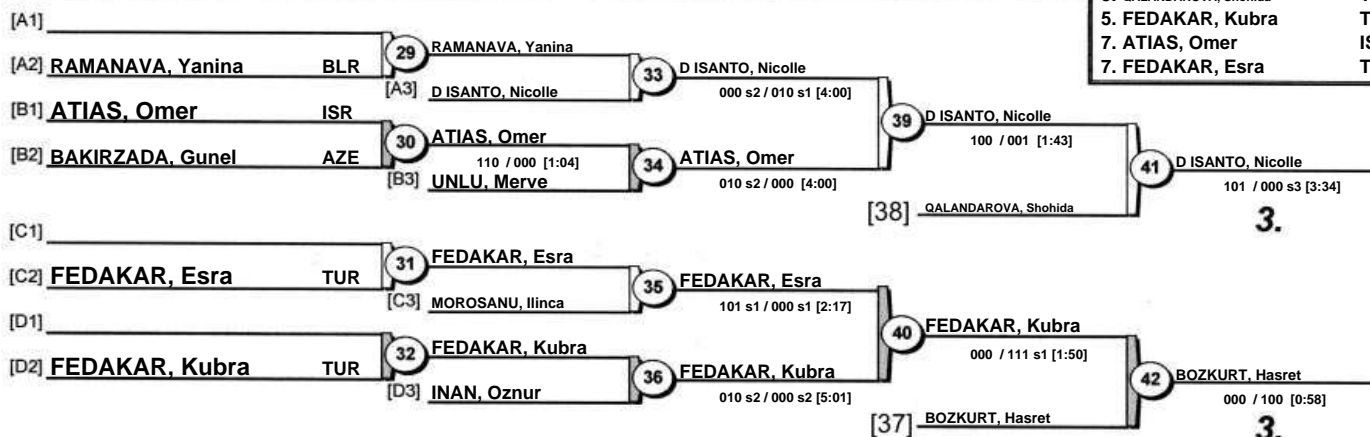 5. FEDAKAR, Kubra T
7. ATIAS, Omer IS
7. FEDAKAR, Esra T
[A1]
[A2] RAMANAVA, Yanina BLR
29
RAMANAVA, Yanina
[A3] D ISANTO, Nicolle
33
D ISANTO, Nicolle
000 s2 / 010 s1 [4:00]
[B1] ATIAS, Omer ISR
[B2] BAKIRZADA, Gunel AZE
30
ATIAS, Omer
110 / 000 [1:04]
[B3] UNLU, Merve
34
ATIAS, Omer
010 s2 / 000 [4:00]
39
D ISANTO, Nicolle
100 / 001 [1:43]
[38] QALANDAROVA, Shohida
41
D ISANTO, Nicolle
101 / 000 s3 [3:34]
3.
[C1]
[C2] FEDAKAR, Esra TUR
31
FEDAKAR, Esra
[C3] MOROSANU, Ilinca
35
FEDAKAR, Esra
101 s1 / 000 s1 [2:17]
[D1]
[D2] FEDAKAR, Kubra TUR
32
FEDAKAR, Kubra
[D3] INAN, Oznur
36
FEDAKAR, Kubra
010 s2 / 000 s2 [5:01]
40
FEDAKAR, Kubra
000 / 111 s1 [1:50]
[37] BOZKURT, Hasret
42
BOZKURT, Hasret
000 / 100 [0:58]
3.